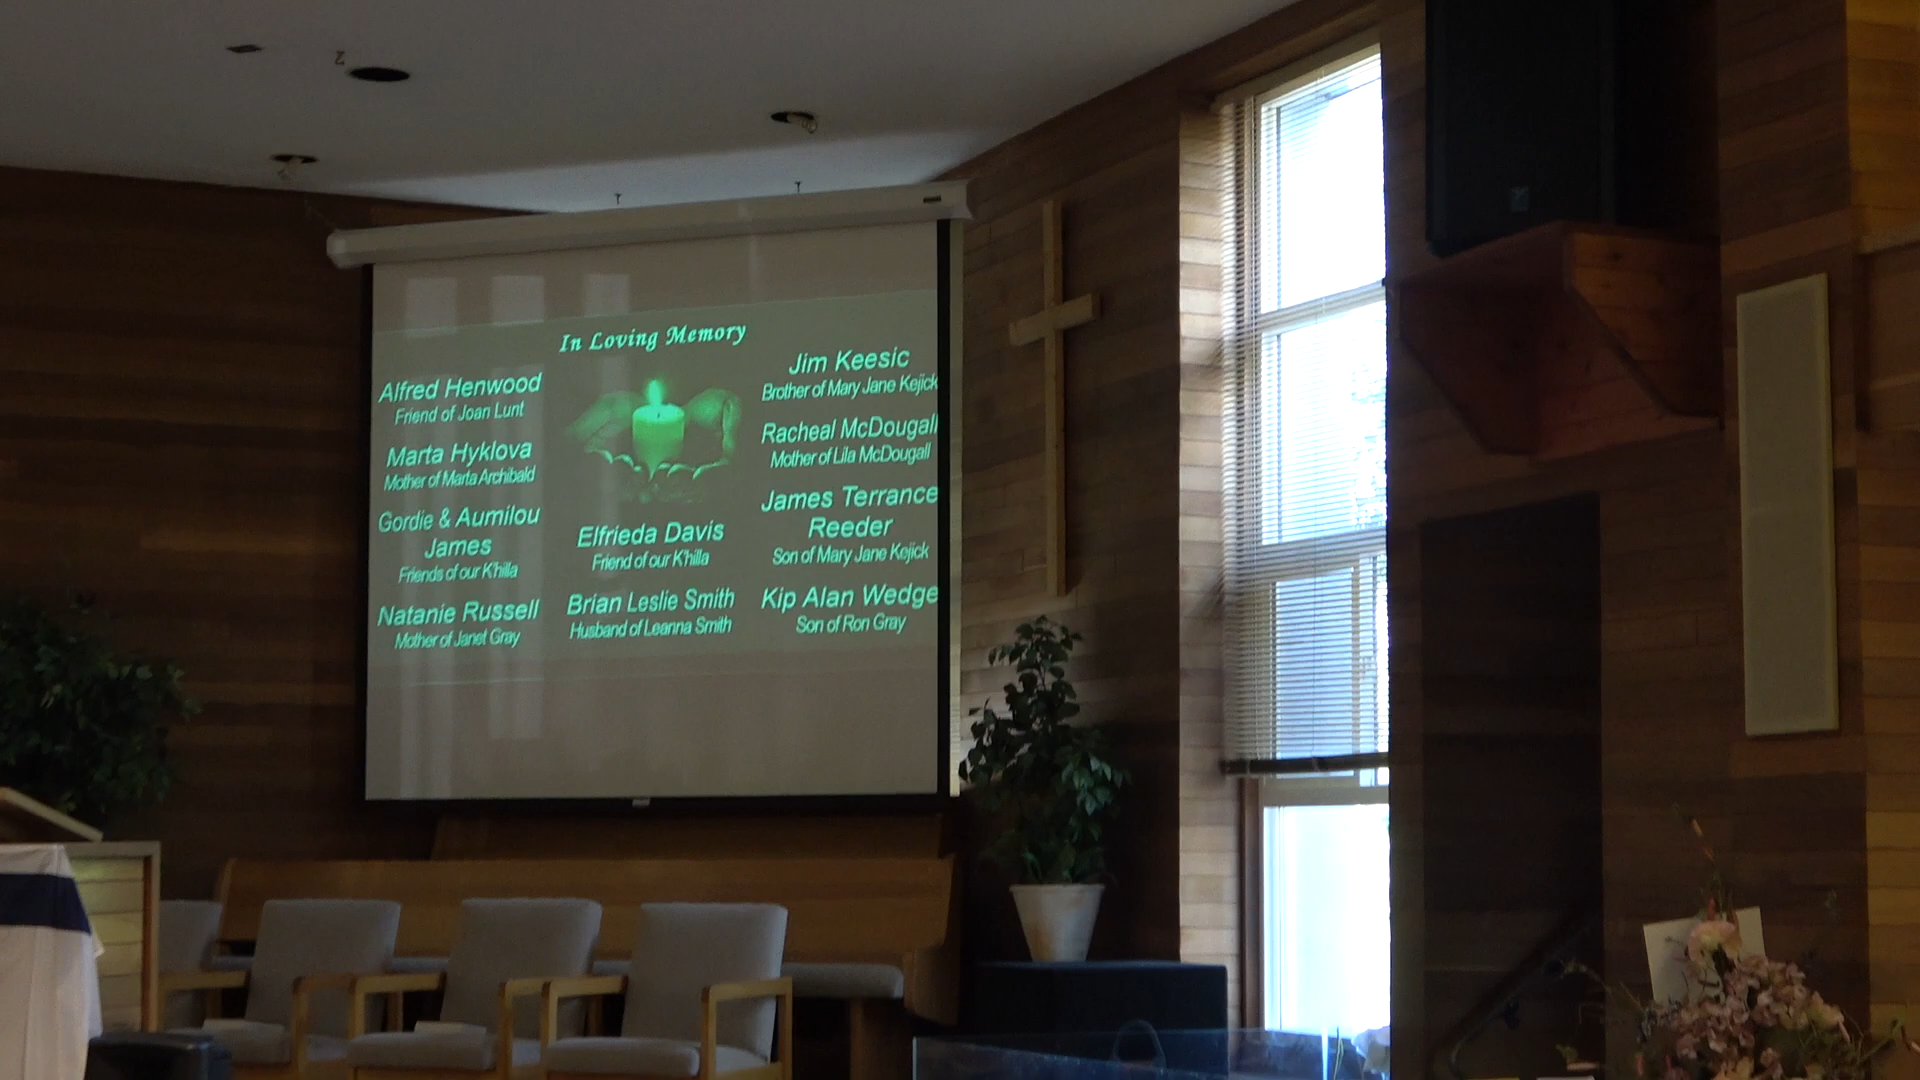 In Loving Memory
Alfred Henwood
Friend of Joan Lunt
Marta Hyklova
Mother of Marta Archibald
Gordie & Aumilou
James
Friends of our K'hilla
Natanie Russell
Mother of Janet Gray
Elfrieda Davis
Friend of our K'hilla
Brian Leslie Smith
Husband of Leanna Smith
Jim Keesic
Brother of Mary Jane Kejick
Racheal McDougall
Mother of Lila McDougall
James Terrance
Reeder
Son of Mary Jane Kejick
Kip Alan Wedge
Son of Ron Gray